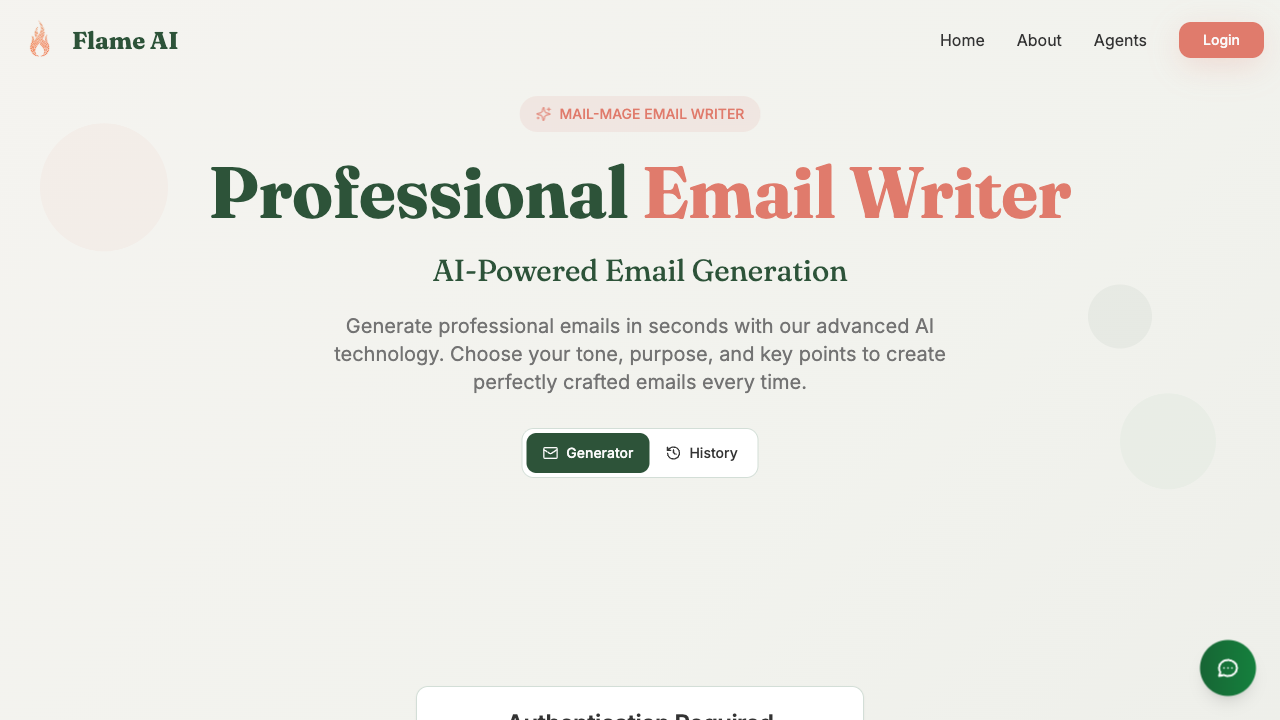 Flame AI
Home
About
Agents
Login
MAIL-MAGE EMAIL WRITER
Professional Email Writer
AI-Powered Email Generation
Generate professional emails in seconds with our advanced AI
technology. Choose your tone, purpose, and key points to create
perfectly crafted emails every time.
Generator
History
Authentication Required